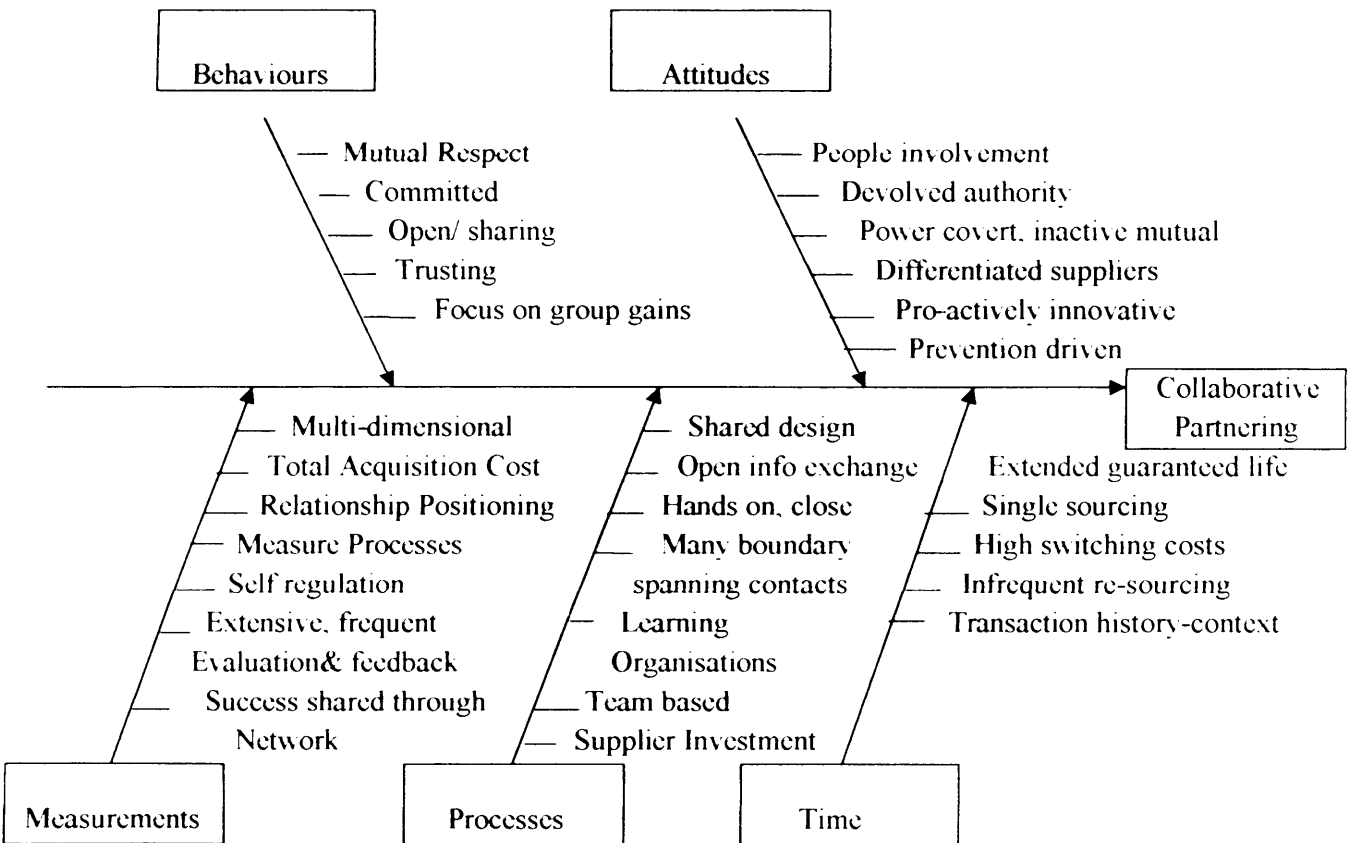 Behaviours
Attitudes
Mutual Respect
Committed
Open/ sharing
Trusting
Focus on group gains
People involvement
Devolved authority
Power covert, inactive mutual
Differentiated suppliers
Pro-actively innovative
Prevention driven
Collaborative
Partnering
Multi-dimensional
Total Acquisition Cost
Relationship Positioning
Measure Processes
Self regulation
Extensive, frequent
Evaluation& feedback
Success shared through
Network
Shared design
Open info exchange
Hands on, close
Many boundary
spanning contacts
Learning
Organisations
Team based
Supplier Investment
Extended guaranteed life
Single sourcing
High switching costs
Infrequent re-sourcing
Transaction history-context
Measurements
Processes
Time